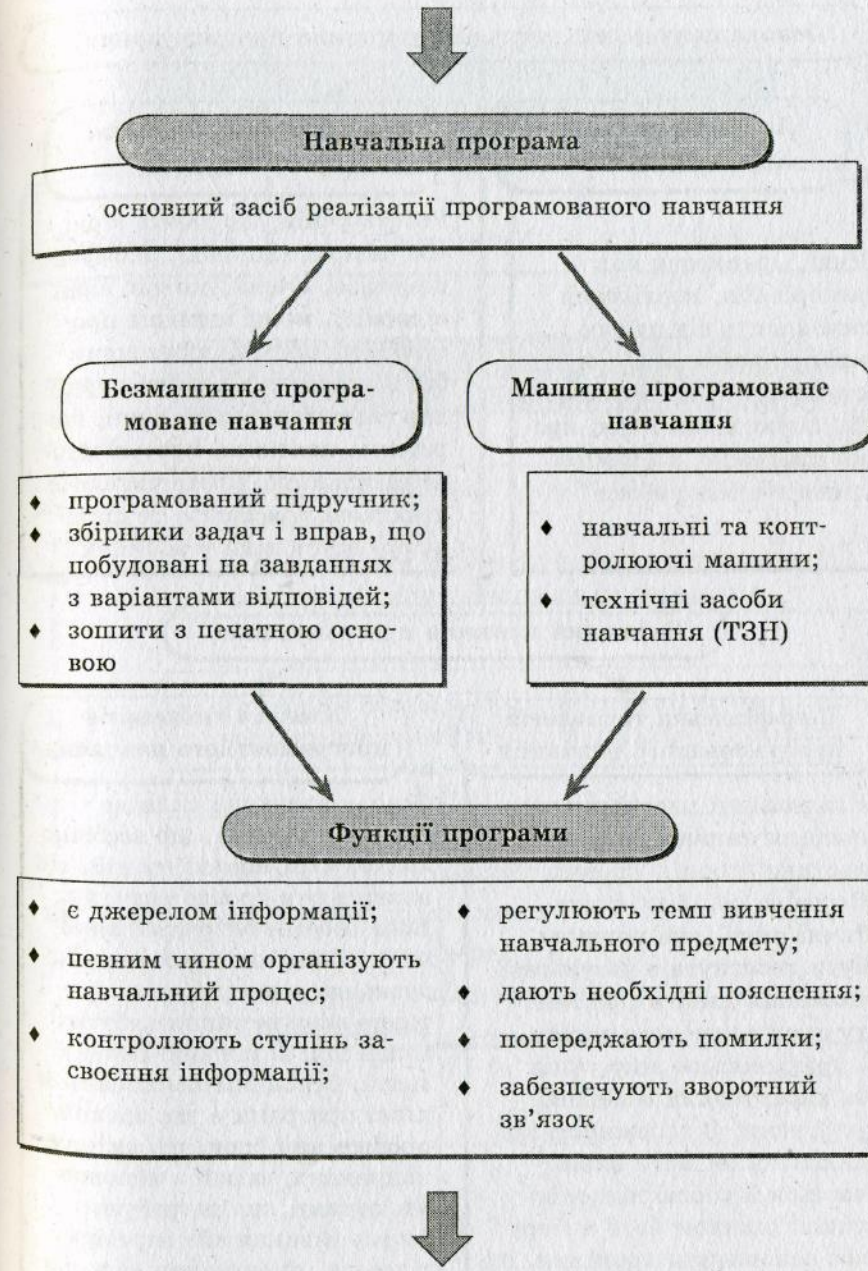 Навчальна програма
основний засіб реалізації програмованого навчання
Безмашинне програ-
моване навчання
♦ програмований підручник;
♦ збірники задач і вправ, що
побудовані на завданнях
з варіантами відповідей;
♦ зошити з печатною осно-
вою
Машинне програмоване
навчання
♦ навчальні та конт-
ролюючі машини;
♦ технічні засоби
навчання (ТЗН)
Функції програми
♦ є джерелом інформації;
♦ певним чином організують
навчальний процес;
♦ контролюють ступінь за-
своєння інформації;
♦ регулюють темп вивчення
навчального предмету;
♦ дають необхідні пояснення;
♦ попереджають помилки;
♦ забезпечують зворотний
зв’язок